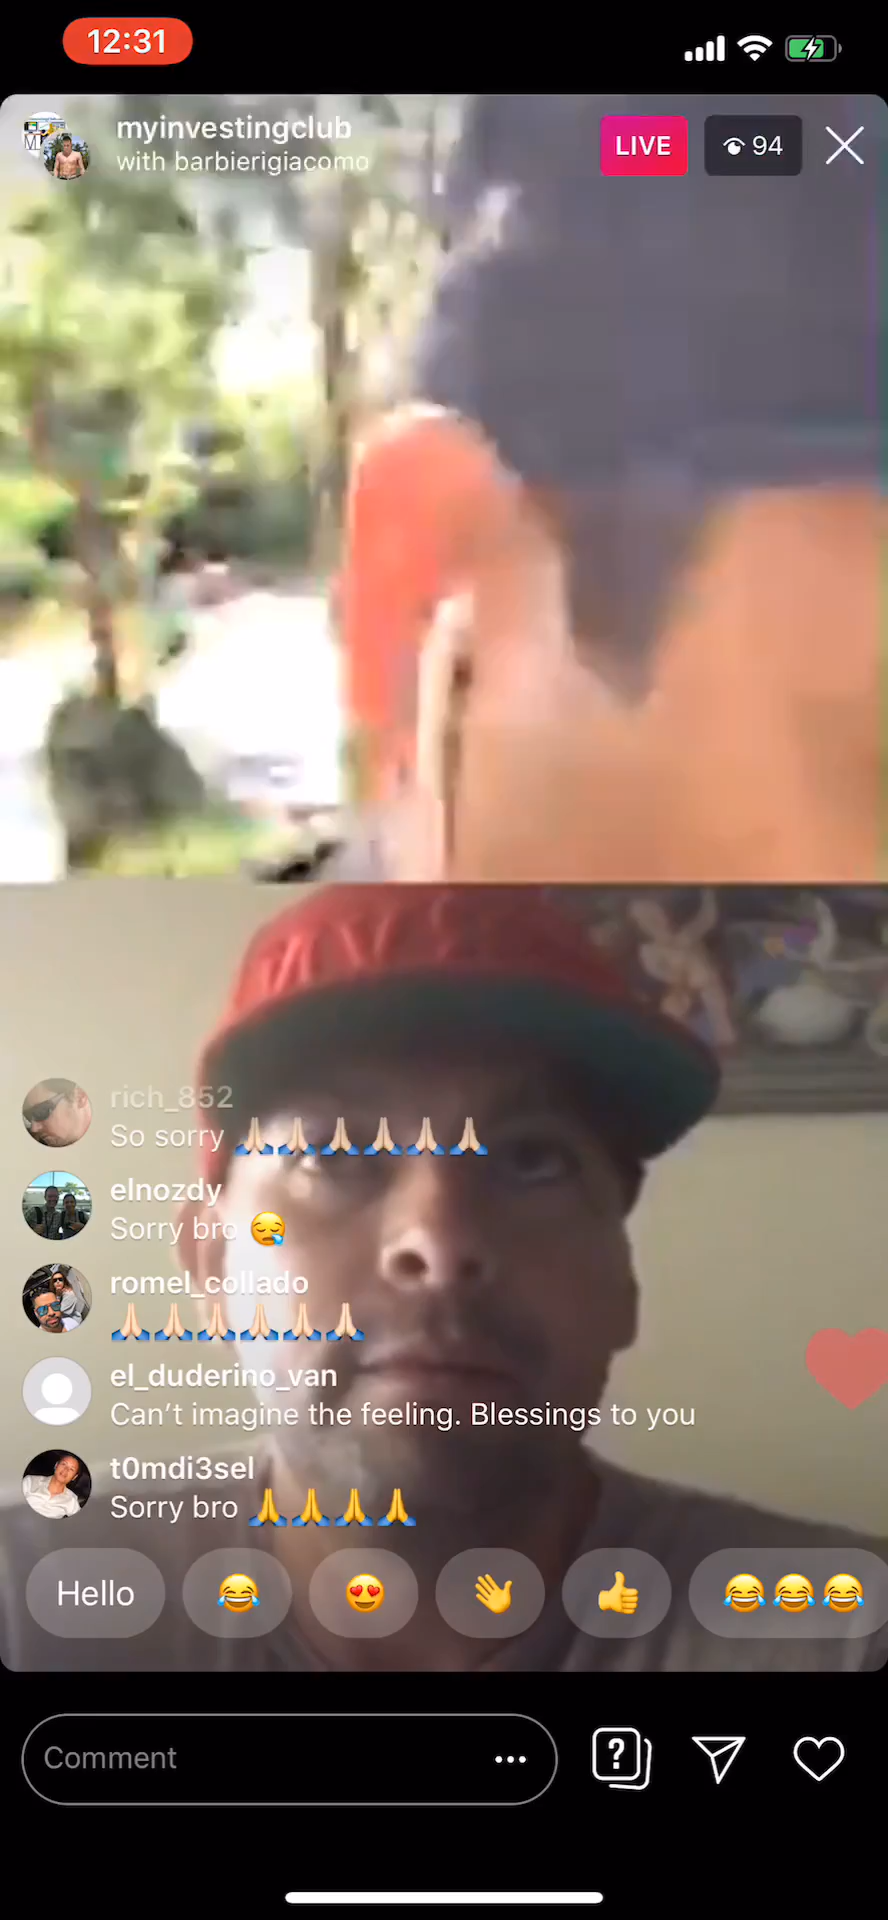 12:31
myinvestingclub
with barbierigiacomo
LIVE
94
rich_852
So sorry 🙏🏻🙏🏻🙏🏻🙏🏻🙏🏻🙏🏻
elnozdy
Sorry bro 😪
romel_collado
🙏🏻🙏🏻🙏🏻🙏🏻🙏🏻🙏🏻
el_duderino_van
Can’t imagine the feeling. Blessings to you
t0mdi3sel
Sorry bro 🙏🙏🙏🙏
Hello 😂 😍 👋 👍 😂😂😂
Comment